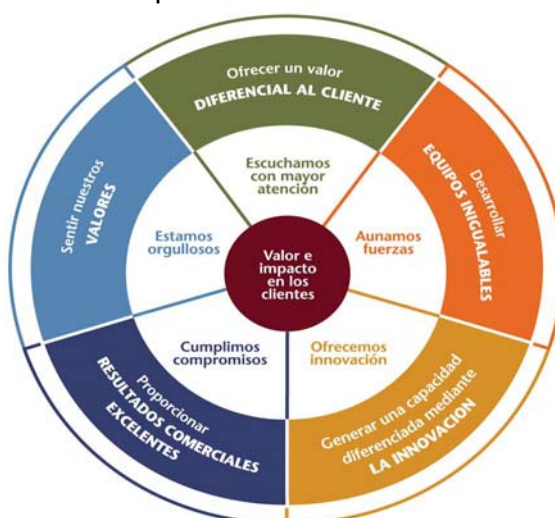 Ofrecer un valor
DIFERENCIAL AL CLIENTE
Escuchamos
con mayor
atención
Desarrollar
EQUIPOS INIGUALABLES
Aunamos
fuerzas
Generar una capacidad
diferenciada mediante
LA INNOVACION
Ofrecemos
innovación
Proporcionar
RESULTADOS COMERCIALES
EXCELENTES
Cumplimos
compromisos
Sentir nuestros
VALORES
Estamos
orgullosos
Valor e
impacto
en los
clientes